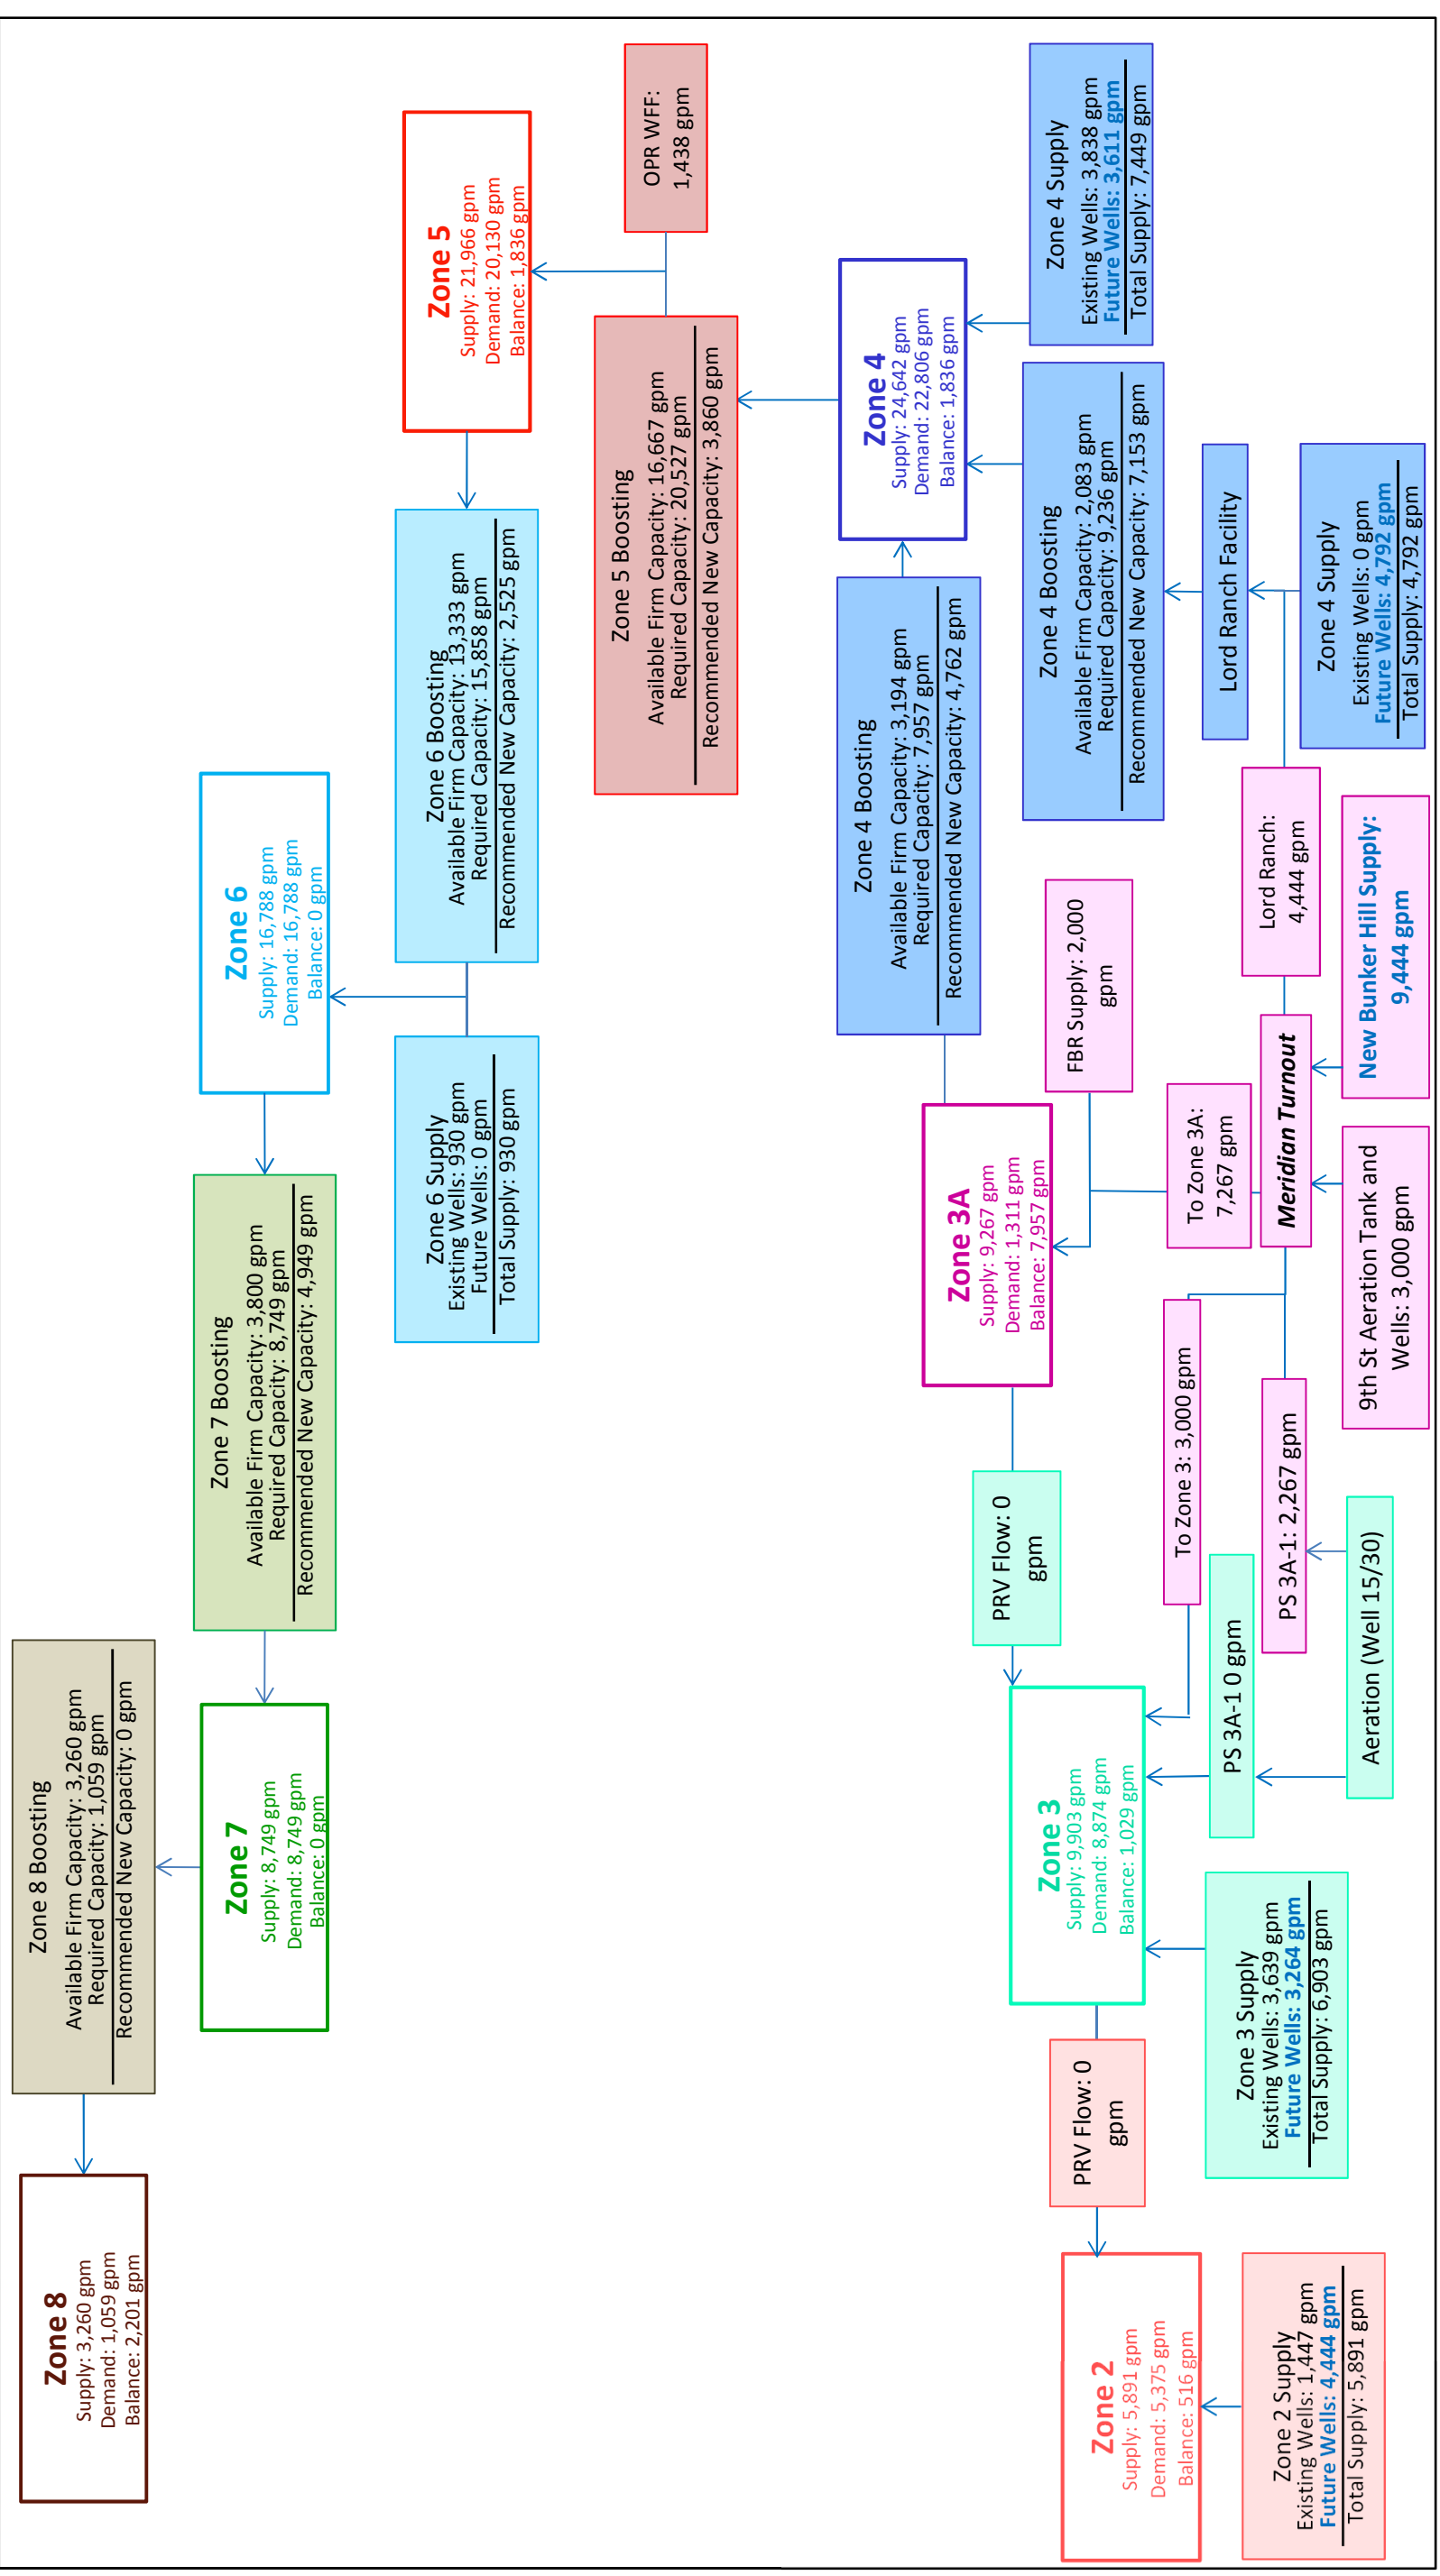 Zone 8
Supply: 3,260 gpm
Demand: 1,059 gpm
Balance: 2,201 gpm
Zone 8 Boosting
Available Firm Capacity: 3,260 gpm
Required Capacity: 1,059 gpm
Recommended New Capacity: 0 gpm
Zone 7
Supply: 8,749 gpm
Demand: 8,749 gpm
Balance: 0 gpm
Zone 7 Boosting
Available Firm Capacity: 3,800 gpm
Required Capacity: 8,749 gpm
Recommended New Capacity: 4,949 gpm
Zone 6
Supply: 16,788 gpm
Demand: 16,788 gpm
Balance: 0 gpm
Zone 6 Supply
Existing Wells: 930 gpm
Future Wells: 0 gpm
Total Supply: 930 gpm
Zone 6 Boosting
Available Firm Capacity: 13,333 gpm
Required Capacity: 15,858 gpm
Recommended New Capacity: 2,525 gpm
Zone 5
Supply: 21,966 gpm
Demand: 20,130 gpm
Balance: 1,836 gpm
Zone 5 Boosting
Available Firm Capacity: 16,667 gpm
Required Capacity: 20,527 gpm
Recommended New Capacity: 3,860 gpm
OPR WFF:
1,438 gpm
Zone 2
Supply: 5,891 gpm
Demand: 5,375 gpm
Balance: 516 gpm
Zone 2 Supply
Existing Wells: 1,447 gpm
Future Wells: 4,444 gpm
Total Supply: 5,891 gpm
PRV Flow: 0
gpm
Zone 3
Supply: 9,903 gpm
Demand: 8,874 gpm
Balance: 1,029 gpm
Zone 3 Supply
Existing Wells: 3,639 gpm
Future Wells: 3,264 gpm
Total Supply: 6,903 gpm
PRV Flow: 0
gpm
PS 3A-1 0 gpm
Aeration (Well 15/30)
To Zone 3: 3,000 gpm
PS 3A-1: 2,267 gpm
Zone 3A
Supply: 9,267 gpm
Demand: 1,311 gpm
Balance: 7,957 gpm
FBR Supply: 2,000
gpm
To Zone 3A:
7,267 gpm
Meridian Turnout
9th St Aeration Tank and
Wells: 3,000 gpm
New Bunker Hill Supply:
9,444 gpm
Lord Ranch:
4,444 gpm
Zone 4 Boosting
Available Firm Capacity: 3,194 gpm
Required Capacity: 7,957 gpm
Recommended New Capacity: 4,762 gpm
Zone 4
Supply: 24,642 gpm
Demand: 22,806 gpm
Balance: 1,836 gpm
Zone 4 Boosting
Available Firm Capacity: 2,083 gpm
Required Capacity: 9,236 gpm
Recommended New Capacity: 7,153 gpm
Lord Ranch Facility
Zone 4 Supply
Existing Wells: 0 gpm
Future Wells: 4,792 gpm
Total Supply: 4,792 gpm
Zone 4 Supply
Existing Wells: 3,838 gpm
Future Wells: 3,611 gpm
Total Supply: 7,449 gpm